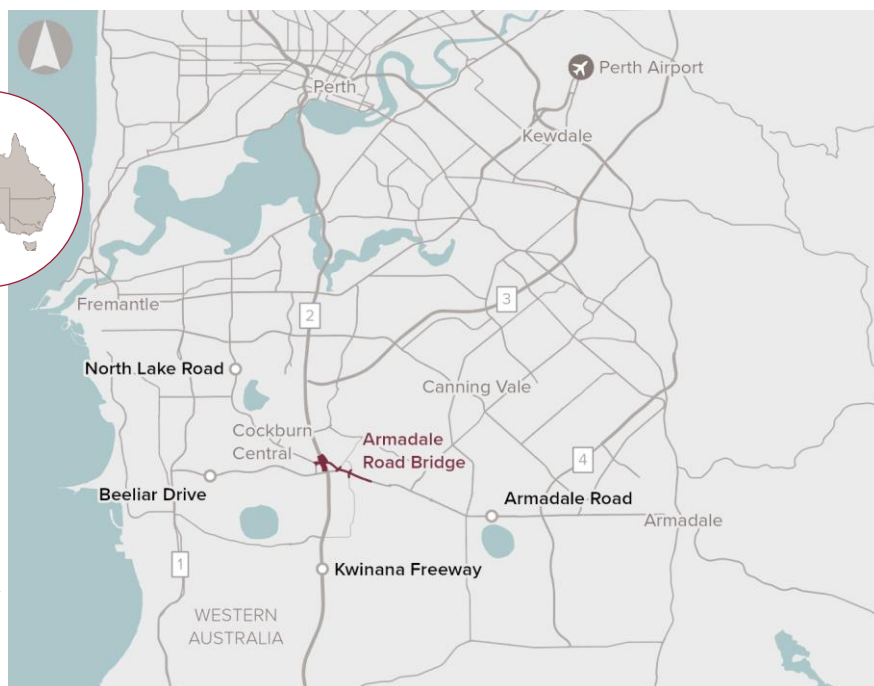 Perth
Perth Airport
Kewdale
Fremantle
2
3
North Lake Road
Canning Vale
Cockburn
Central
Armadale
Road Bridge
4
Beeliar Drive
Armadale Road
Armadale
1
Kwinana Freeway
WESTERN
AUSTRALIA